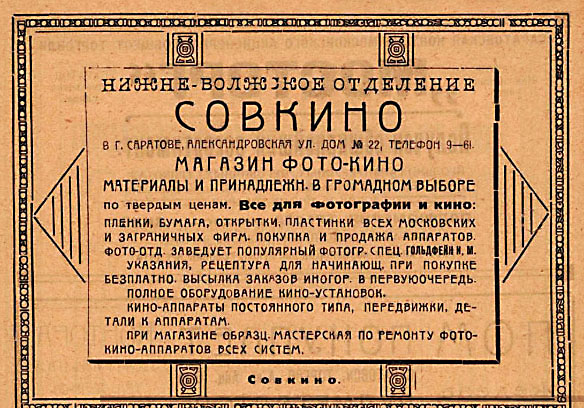 НИЖНЕ-ВОЛЖСКОЕ ОТДЕЛЕНИЕ
СОВКИНО
В Г. САРАТОВЕ, АЛЕКСАНДРОВСКАЯ УЛ. ДОМ № 22, ТЕЛЕФОН 9—61.
МАГАЗИН ФОТО-КИНО
МАТЕРИАЛЫ И ПРИНАДЛЕЖН. В ГРОМАДНОМ ВЫБОРЕ
по твердым ценам. Все для фотографии и кино:
ПЛЕНКИ, БУМАГА, ОТКРЫТКИ, ПЛАСТИНКИ ВСЕХ МОСКОВСКИХ
И ЗАГРАНИЧНЫХ ФИРМ. ПОКУПКА И ПРОДАЖА АППАРАТОВ.
ФОТО-ОТД. ЗАВЕДУЕТ ПОПУЛЯРНЫЙ ФОТОГР. СПЕЦ. ГОЛЬДФЕЙН И. М.
УКАЗАНИЯ, РЕЦЕПТУРА ДЛЯ НАЧИНАЮЩ. ПРИ ПОКУПКЕ
БЕЗПЛАТНО. ВЫСЫЛКА ЗАКАЗОВ ИНОГОР. В ПЕРВУЮОЧЕРЕДЬ.
ПОЛНОЕ ОБОРУДОВАНИЕ КИНО-УСТАНОВОК.
КИНО-АППАРАТЫ ПОСТОЯННОГО ТИПА, ПЕРЕДВИЖКИ, ДЕ-
ТАЛИ К АППАРАТАМ.
ПРИ МАГАЗИНЕ ОБРАЗЦ. МАСТЕРСКАЯ ПО РЕМОНТУ ФОТО-
КИНО-АППАРАТОВ ВСЕХ СИСТЕМ.
Совкино.